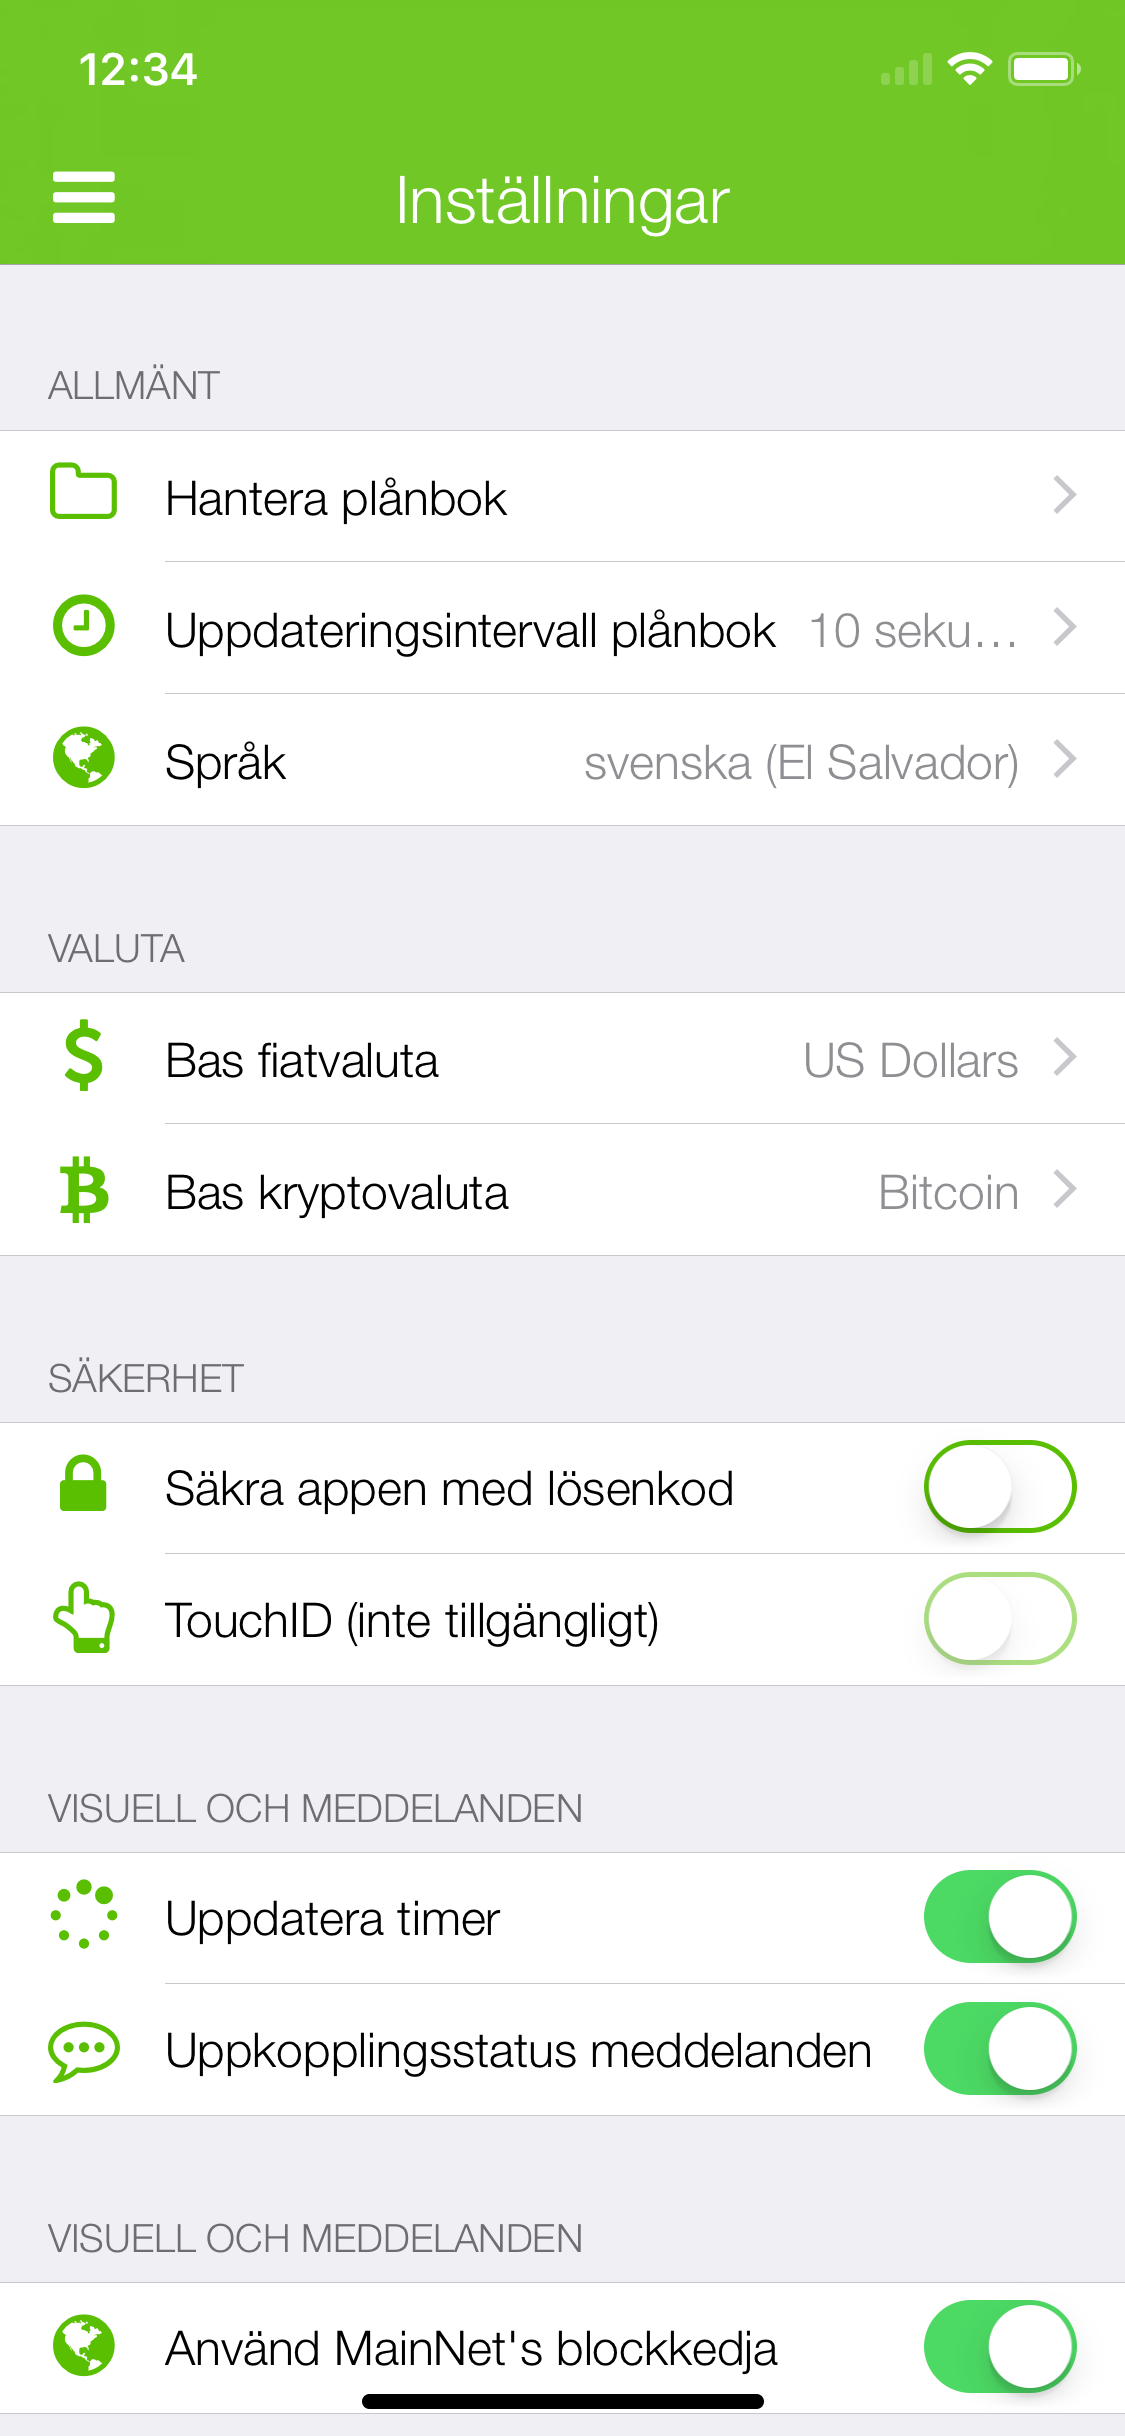 12:34
Inställningar
ALLMÄNT
Hantera plånbok
Uppdateringsintervall plånbok 10 seku...
Språk svenska (El Salvador)
VALUTA
Bas fiatvaluta US Dollars
Bas kryptovaluta Bitcoin
SÄKERHET
Säkra appen med lösenkod
TouchID (inte tillgängligt)
VISUELL OCH MEDDELANDEN
Uppdatera timer
Uppkopplingsstatus meddelanden
VISUELL OCH MEDDELANDEN
Använd MainNet's blockkedja